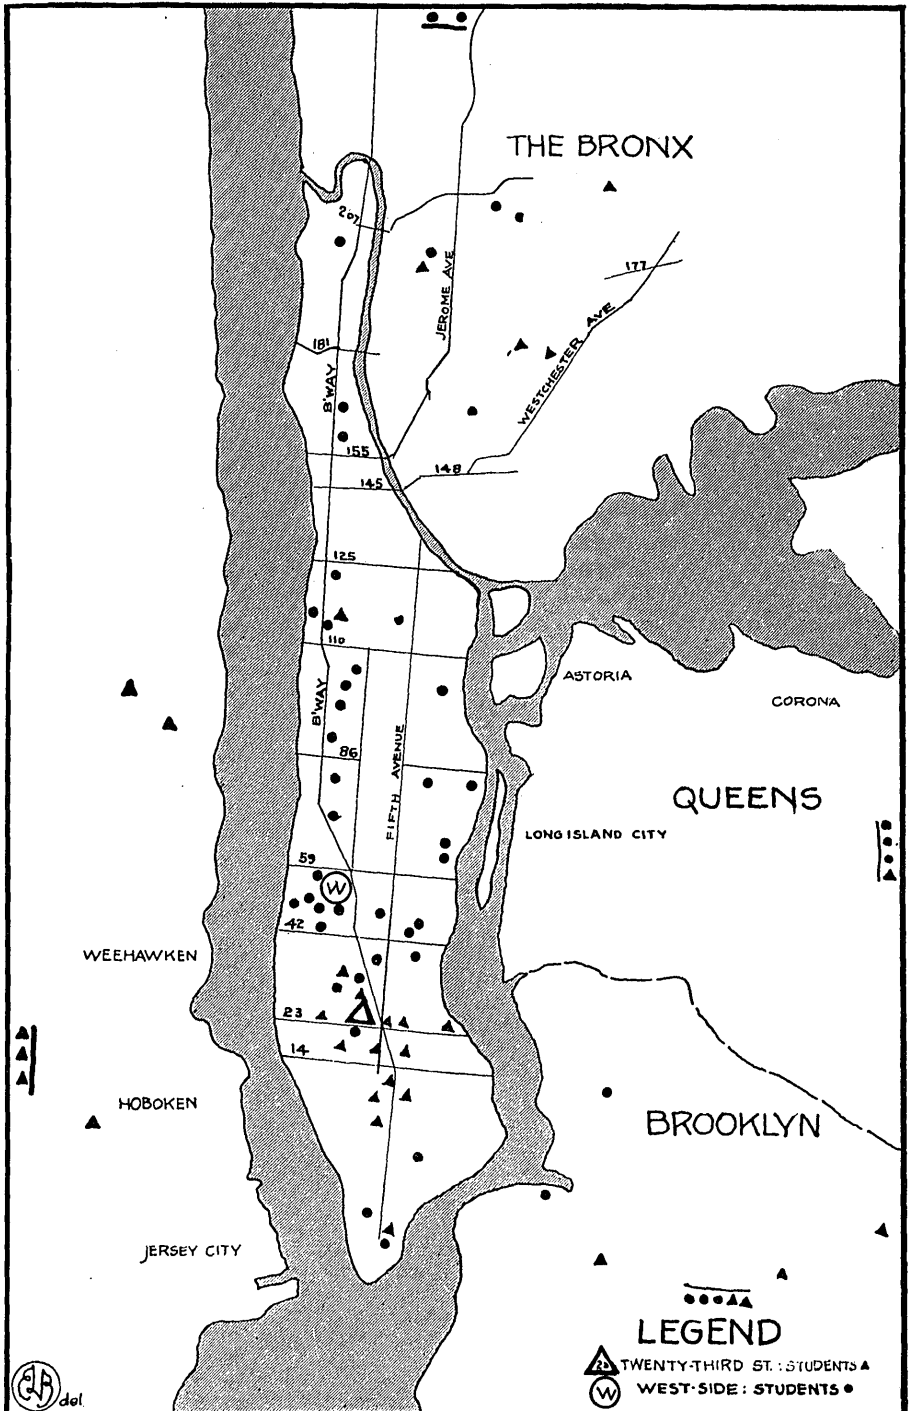 THE BRONX
207
177
JEROME AVE
WESTCHESTER AVE
181
B'WAY
155
148
145
125
110
ASTORIA
CORONA
B'WAY
86
FIFTH AVENUE
QUEENS
LONG ISLAND CITY
59
W
42
WEEHAWKEN
23
14
HOBOKEN
BROOKLYN
JERSEY CITY
LEGEND
23 TWENTY-THIRD ST. : STUDENTS
W WEST-SIDE : STUDENTS
del.